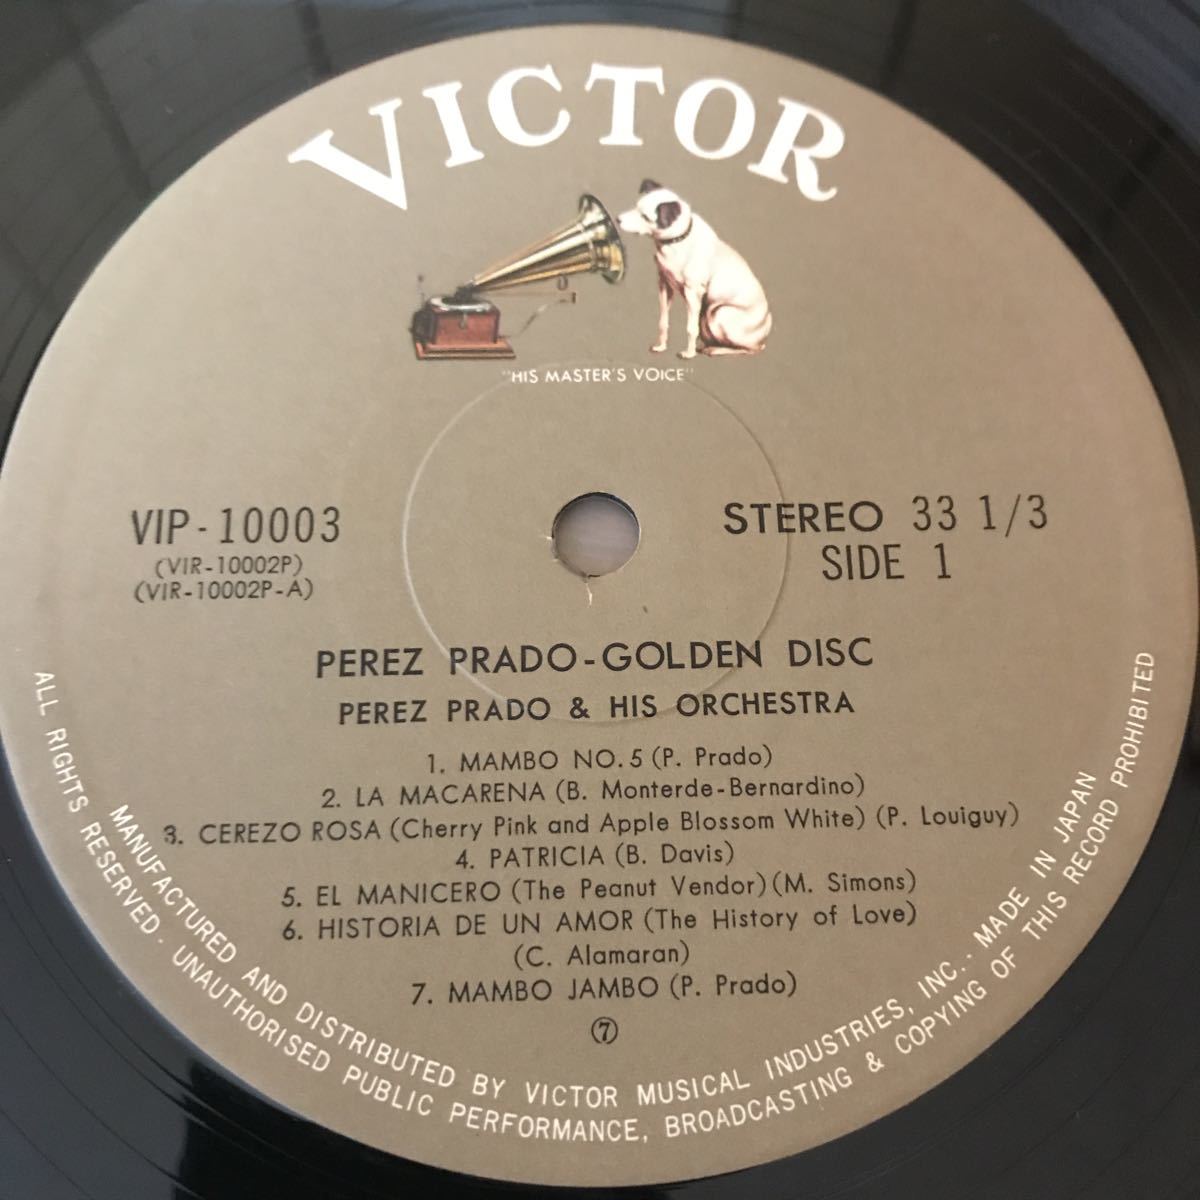 VICTOR
"HIS MASTER'S VOICE"
VIP-10003
(VIR-10002P)
(VIR-10002P-A)
STEREO 33 1/3
SIDE 1
PEREZ PRADO-GOLDEN DISC
PEREZ PRADO & HIS ORCHESTRA
1. MAMBO NO. 5 (P. Prado)
2. LA MACARENA (B. Monterde-Bernardino)
3. CEREZO ROSA (Cherry Pink and Apple Blossom White) (P. Louiguy)
4. PATRICIA (B. Davis)
5. EL MANICERO (The Peanut Vendor) (M. Simons)
6. HISTORIA DE UN AMOR (The History of Love)
(C. Alamaran)
7. MAMBO JAMBO (P. Prado)
⑦
MANUFACTURED AND DISTRIBUTED BY VICTOR MUSICAL INDUSTRIES, INC.· MADE IN JAPAN
ALL RIGHTS RESERVED· UNAUTHORISED PUBLIC PERFORMANCE, BROADCASTING & COPYING OF THIS RECORD PROHIBITED